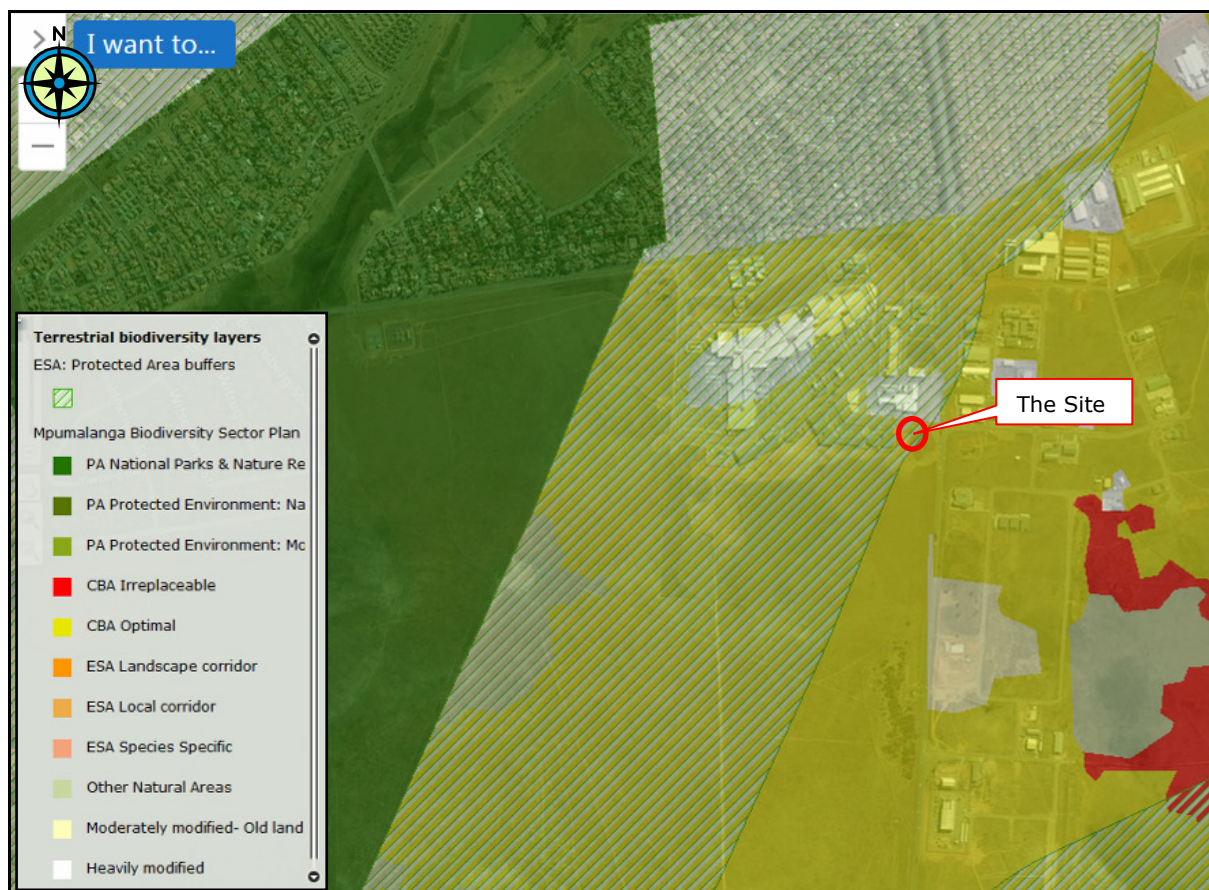 N
I want to...
The Site
Terrestrial biodiversity layers
ESA: Protected Area buffers
Mpumalanga Biodiversity Sector Plan
PA National Parks & Nature Re
PA Protected Environment: Na
PA Protected Environment: Mo
CBA Irreplaceable
CBA Optimal
ESA Landscape corridor
ESA Local corridor
ESA Species Specific
Other Natural Areas
Moderately modified- Old land
Heavily modified